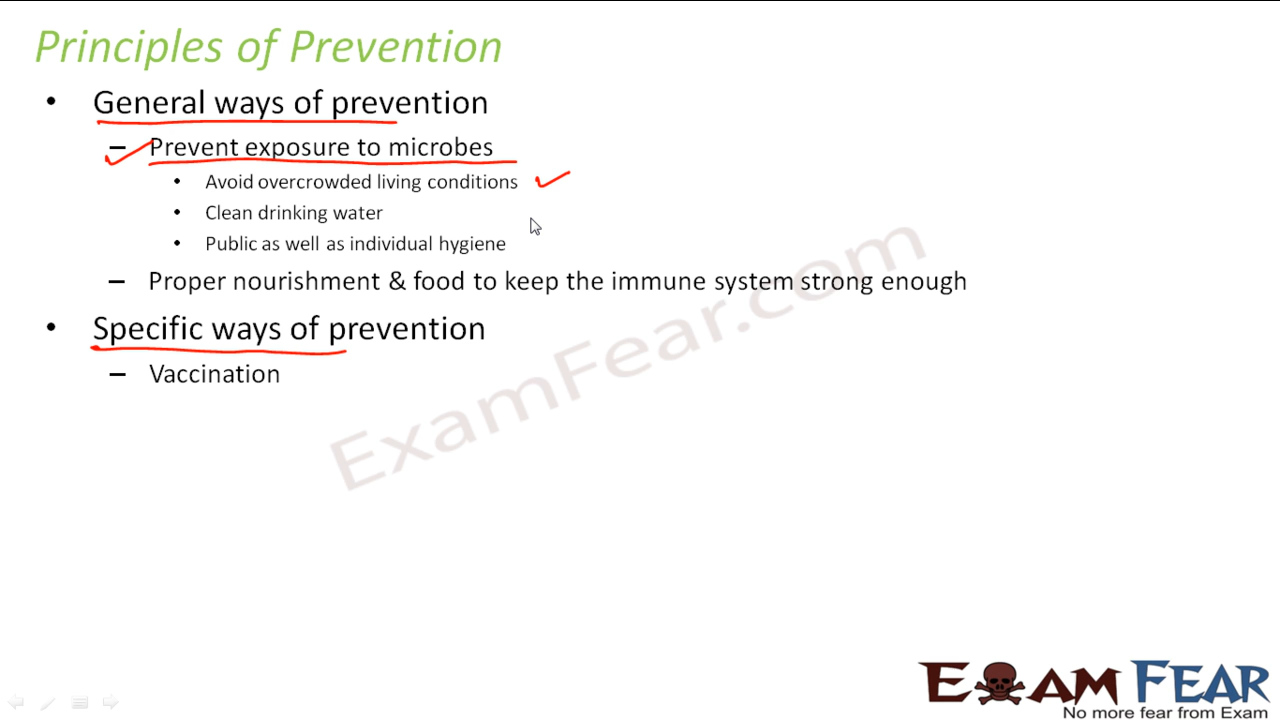 Principles of Prevention
• General ways of prevention
– Prevent exposure to microbes
• Avoid overcrowded living conditions
• Clean drinking water
• Public as well as individual hygiene
– Proper nourishment & food to keep the immune system strong enough
• Specific ways of prevention
– Vaccination
ExamFear.com
EXAM FEAR
No more fear from Exam